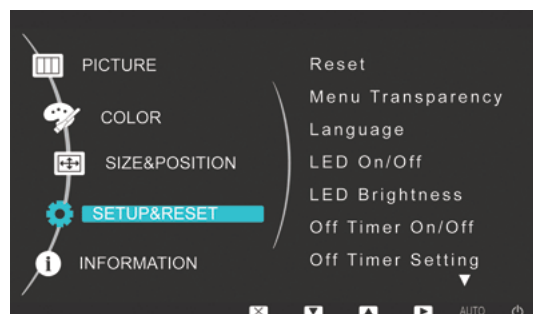 PICTURE
COLOR
SIZE&POSITION
SETUP&RESET
INFORMATION
Reset
Menu Transparency
Language
LED On/Off
LED Brightness
Off Timer On/Off
Off Timer Setting
AUTO